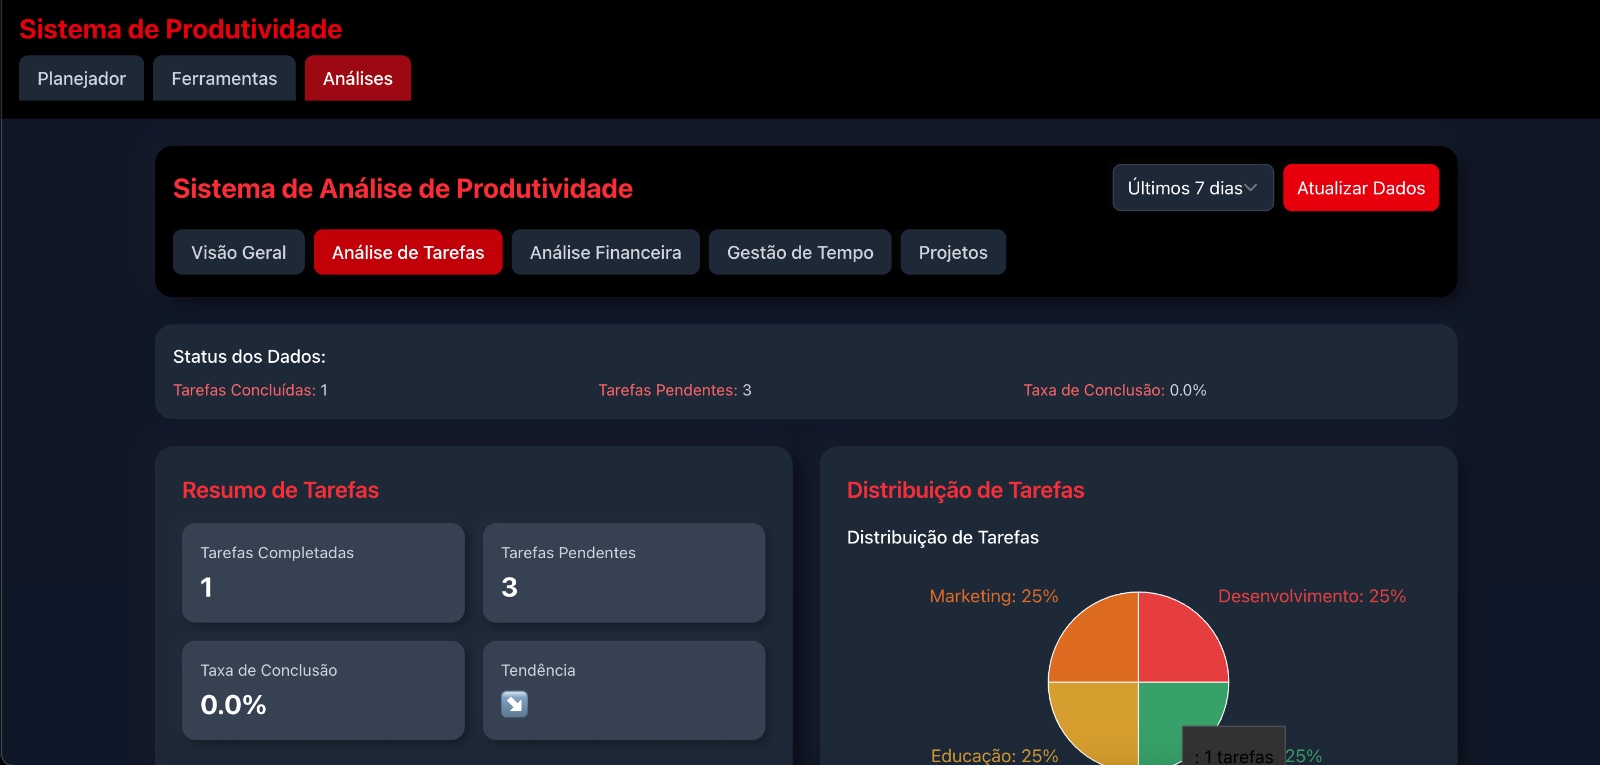 Sistema de Produtividade
Planejador Ferramentas Análises
Sistema de Análise de Produtividade
Últimos 7 dias Atualizar Dados
Visão Geral Análise de Tarefas Análise Financeira Gestão de Tempo Projetos
Status dos Dados:
Tarefas Concluídas: 1 Tarefas Pendentes: 3 Taxa de Conclusão: 0.0%
Resumo de Tarefas
Tarefas Completadas
1
Tarefas Pendentes
3
Taxa de Conclusão
0.0%
Tendência
Distribuição de Tarefas
Distribuição de Tarefas
Marketing: 25% Desenvolvimento: 25%
Educação: 25% 25%
: 1 tarefas